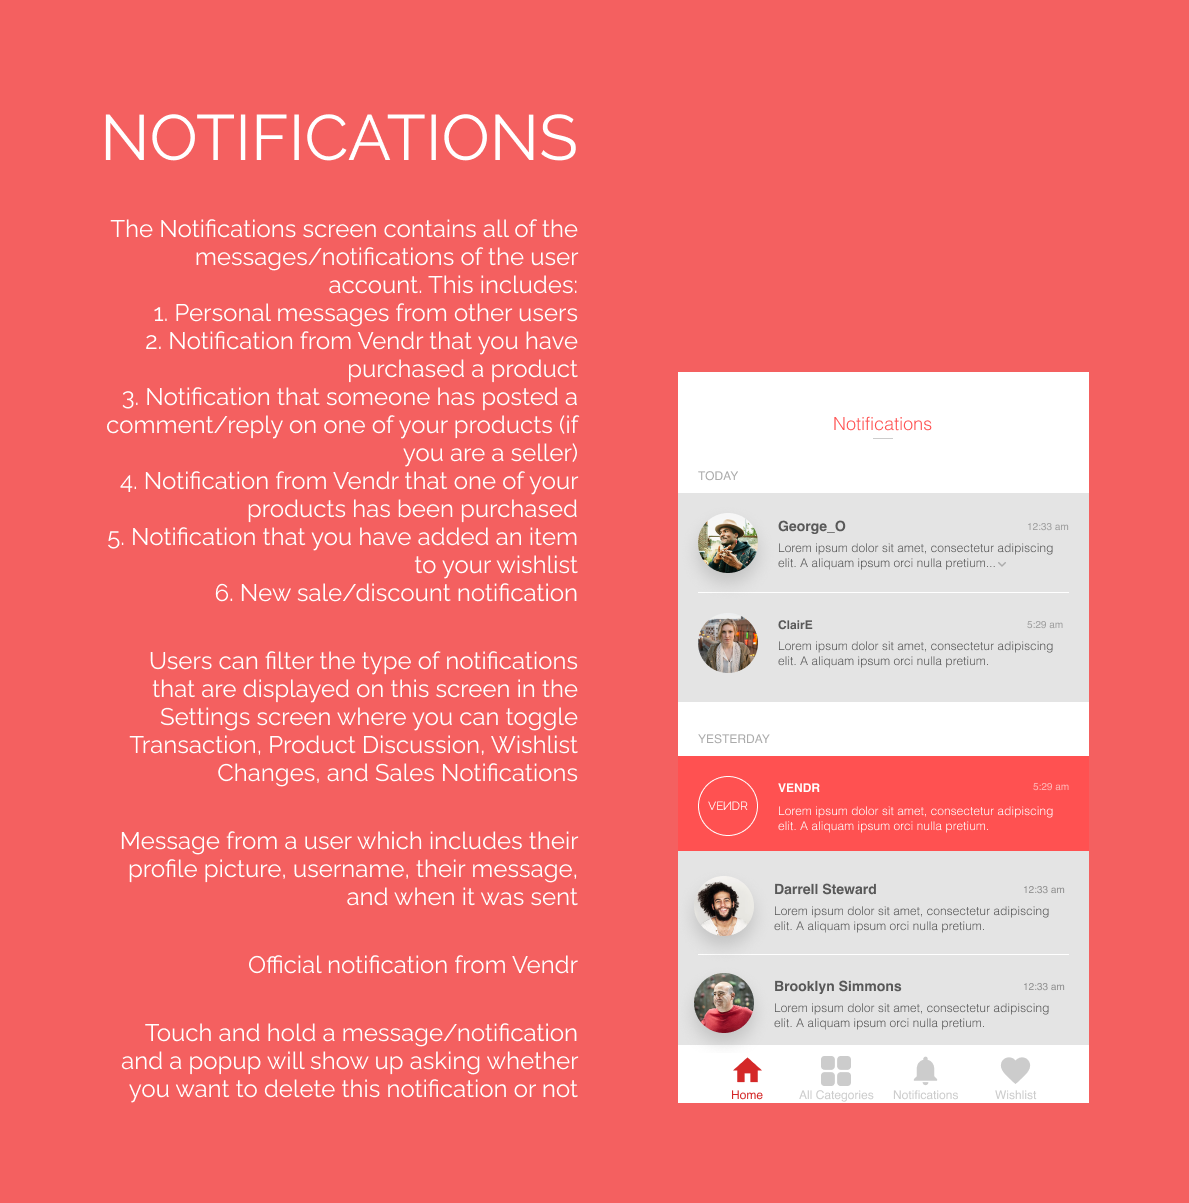 NOTIFICATIONS
The Notifications screen contains all of the
messages/notifications of the user
account. This includes:
1. Personal messages from other users
2. Notification from Vendr that you have
purchased a product
3. Notification that someone has posted a
comment/reply on one of your products (if
you are a seller)
4. Notification from Vendr that one of your
products has been purchased
5. Notification that you have added an item
to your wishlist
6. New sale/discount notification
Users can filter the type of notifications
that are displayed on this screen in the
Settings screen where you can toggle
Transaction, Product Discussion, Wishlist
Changes, and Sales Notifications
Message from a user which includes their
profile picture, username, their message,
and when it was sent
Official notification from Vendr
Touch and hold a message/notification
and a popup will show up asking whether
you want to delete this notification or not
Notifications
TODAY
George_O 12:33 am
Lorem ipsum dolor sit amet, consectetur adipiscing
elit. A aliquam ipsum orci nulla pretium...
ClairE 5:29 am
Lorem ipsum dolor sit amet, consectetur adipiscing
elit. A aliquam ipsum orci nulla pretium.
YESTERDAY
VENDR
VENDR 5:29 am
Lorem ipsum dolor sit amet, consectetur adipiscing
elit. A aliquam ipsum orci nulla pretium.
Darrell Steward 12:33 am
Lorem ipsum dolor sit amet, consectetur adipiscing
elit. A aliquam ipsum orci nulla pretium.
Brooklyn Simmons 12:33 am
Lorem ipsum dolor sit amet, consectetur adipiscing
elit. A aliquam ipsum orci nulla pretium.
Home All Categories Notifications Wishlist